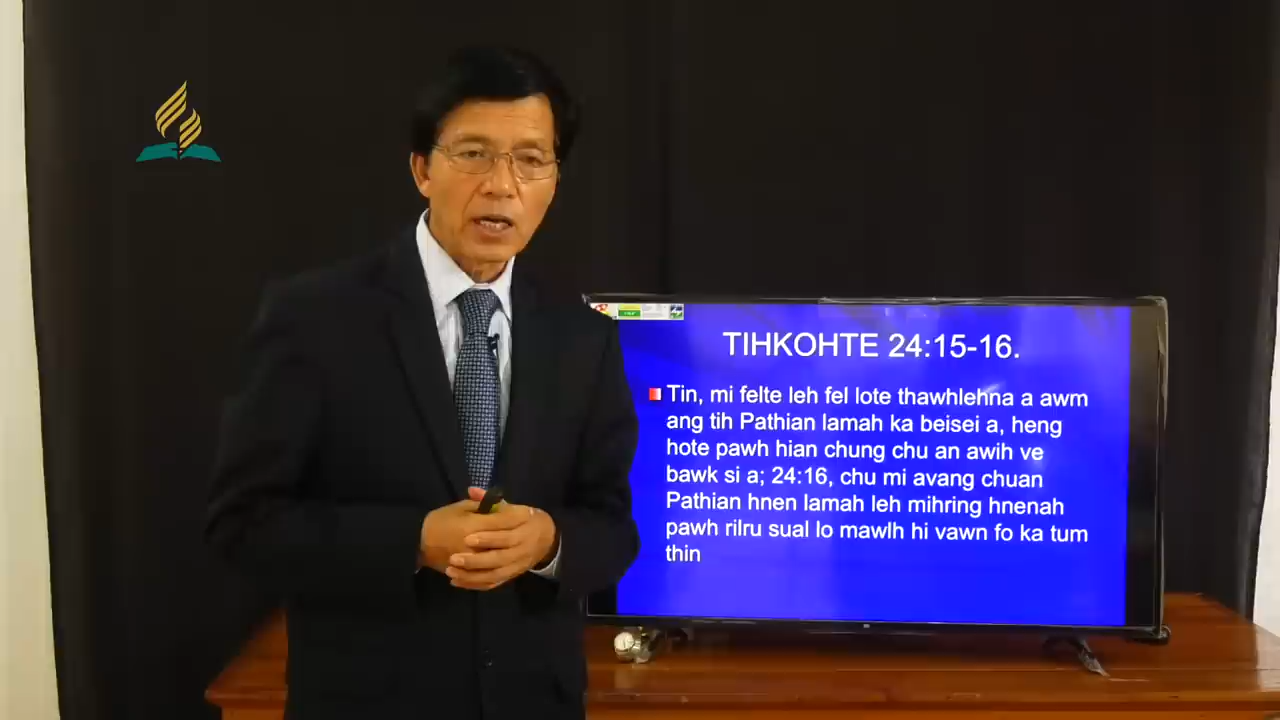 TIHKOHTE 24:15-16.
Tin, mi felte leh fel lote thawhlehna a awm
ang tih Pathian lamah ka beisei a, heng
hote pawh hian chung chu an awih ve
bawk si a; 24:16, chu mi avang chuan
Pathian hnen lamah leh mihring hnenah
pawh rilru sual lo mawlh hi vawn fo ka tum
thin